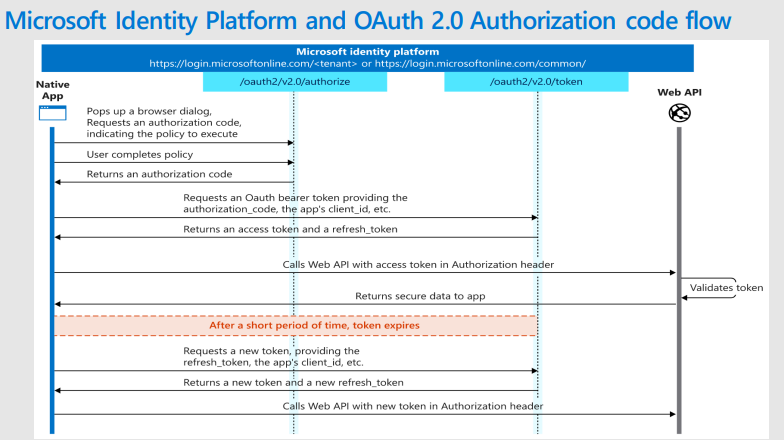 Microsoft Identity Platform and OAuth 2.0 Authorization code flow
Microsoft identity platform
https://login.microsoftonline.com/<tenant> or https://login.microsoftonline.com/common/
/oauth2/v2.0/authorize
/oauth2/v2.0/token
Native
App
Web API
Pops up a browser dialog,
Requests an authorization code,
indicating the policy to execute
User completes policy
Returns an authorization code
Requests an Oauth bearer token providing the
authorization_code, the app's client_id, etc.
Returns an access token and a refresh_token
Calls Web API with access token in Authorization header
Validates token
Returns secure data to app
After a short period of time, token expires
Requests a new token, providing the
refresh_token, the app's client_id, etc.
Returns a new token and a new refresh_token
Calls Web API with new token in Authorization header